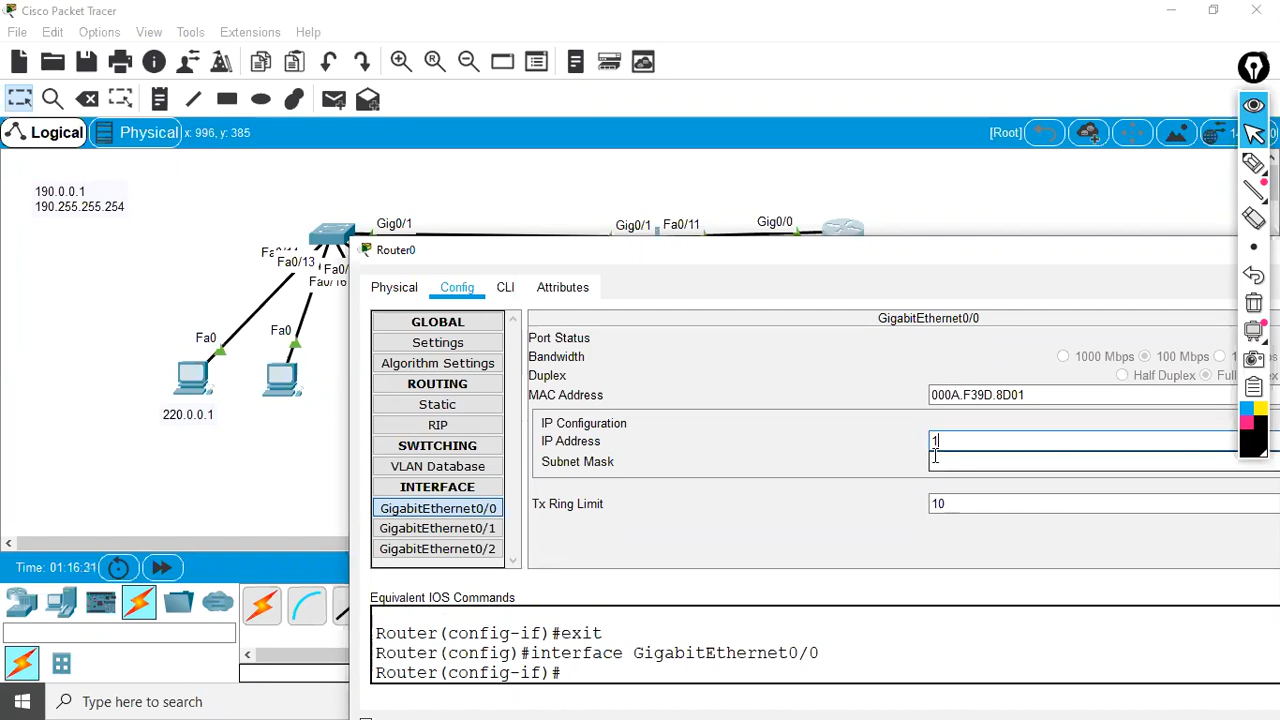 Cisco Packet Tracer
File Edit Options View Tools Extensions Help
Logical Physical x: 996, y: 385 [Root]
190.0.0.1
190.255.255.254
Gig0/1 Gig0/1 Fa0/11 Gig0/0
Fa0/13
Fa0/16
Fa0 Fa0
220.0.0.1
Router0
Physical Config CLI Attributes
GLOBAL
Settings
Algorithm Settings
ROUTING
Static
RIP
SWITCHING
VLAN Database
INTERFACE
GigabitEthernet0/0
GigabitEthernet0/1
GigabitEthernet0/2
GigabitEthernet0/0
Port Status
Bandwidth 1000 Mbps 100 Mbps
Duplex Half Duplex Full
MAC Address 000A.F39D.8D01
IP Configuration
IP Address 1
Subnet Mask
Tx Ring Limit 10
Equivalent IOS Commands
Router(config-if)#exit
Router(config)#interface GigabitEthernet0/0
Router(config-if)#
Time: 01:16:31
Type here to search